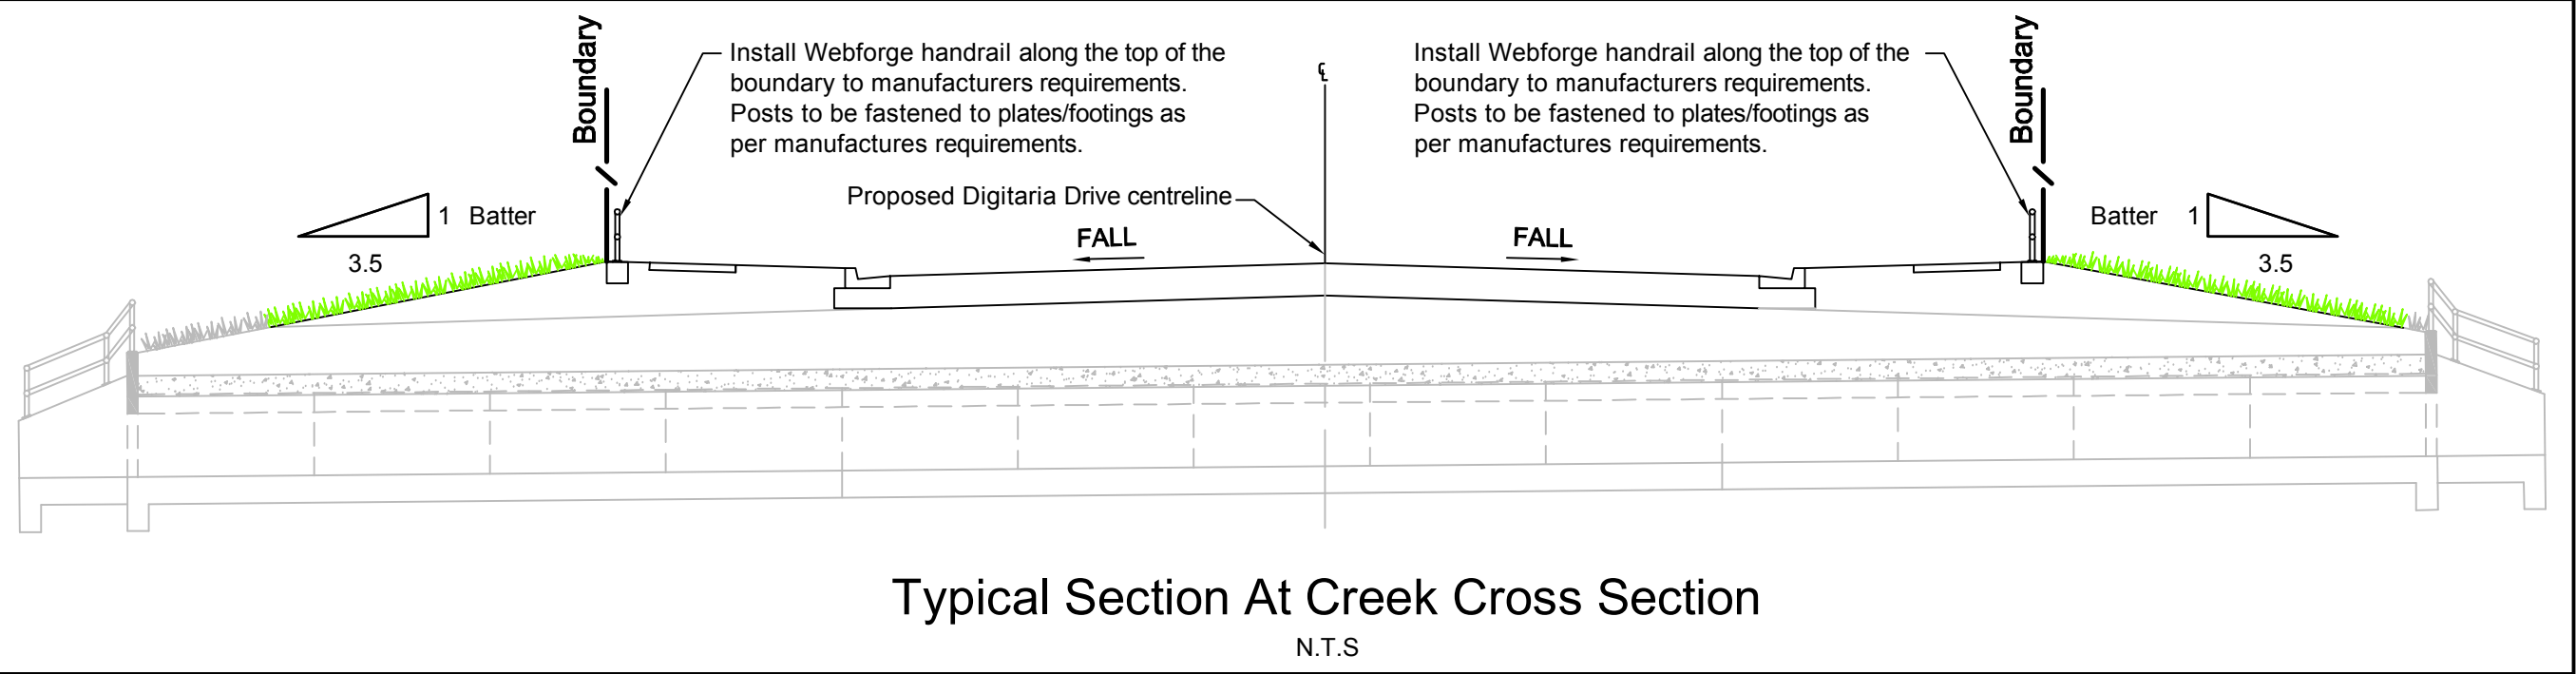 Boundary
Install Webforge handrail along the top of the
boundary to manufacturers requirements.
Posts to be fastened to plates/footings as
per manufactures requirements.
℄
Install Webforge handrail along the top of the
boundary to manufacturers requirements.
Posts to be fastened to plates/footings as
per manufactures requirements.
Boundary
Proposed Digitaria Drive centreline
1 Batter
3.5
FALL
FALL
Batter 1
3.5
Typical Section At Creek Cross Section
N.T.S